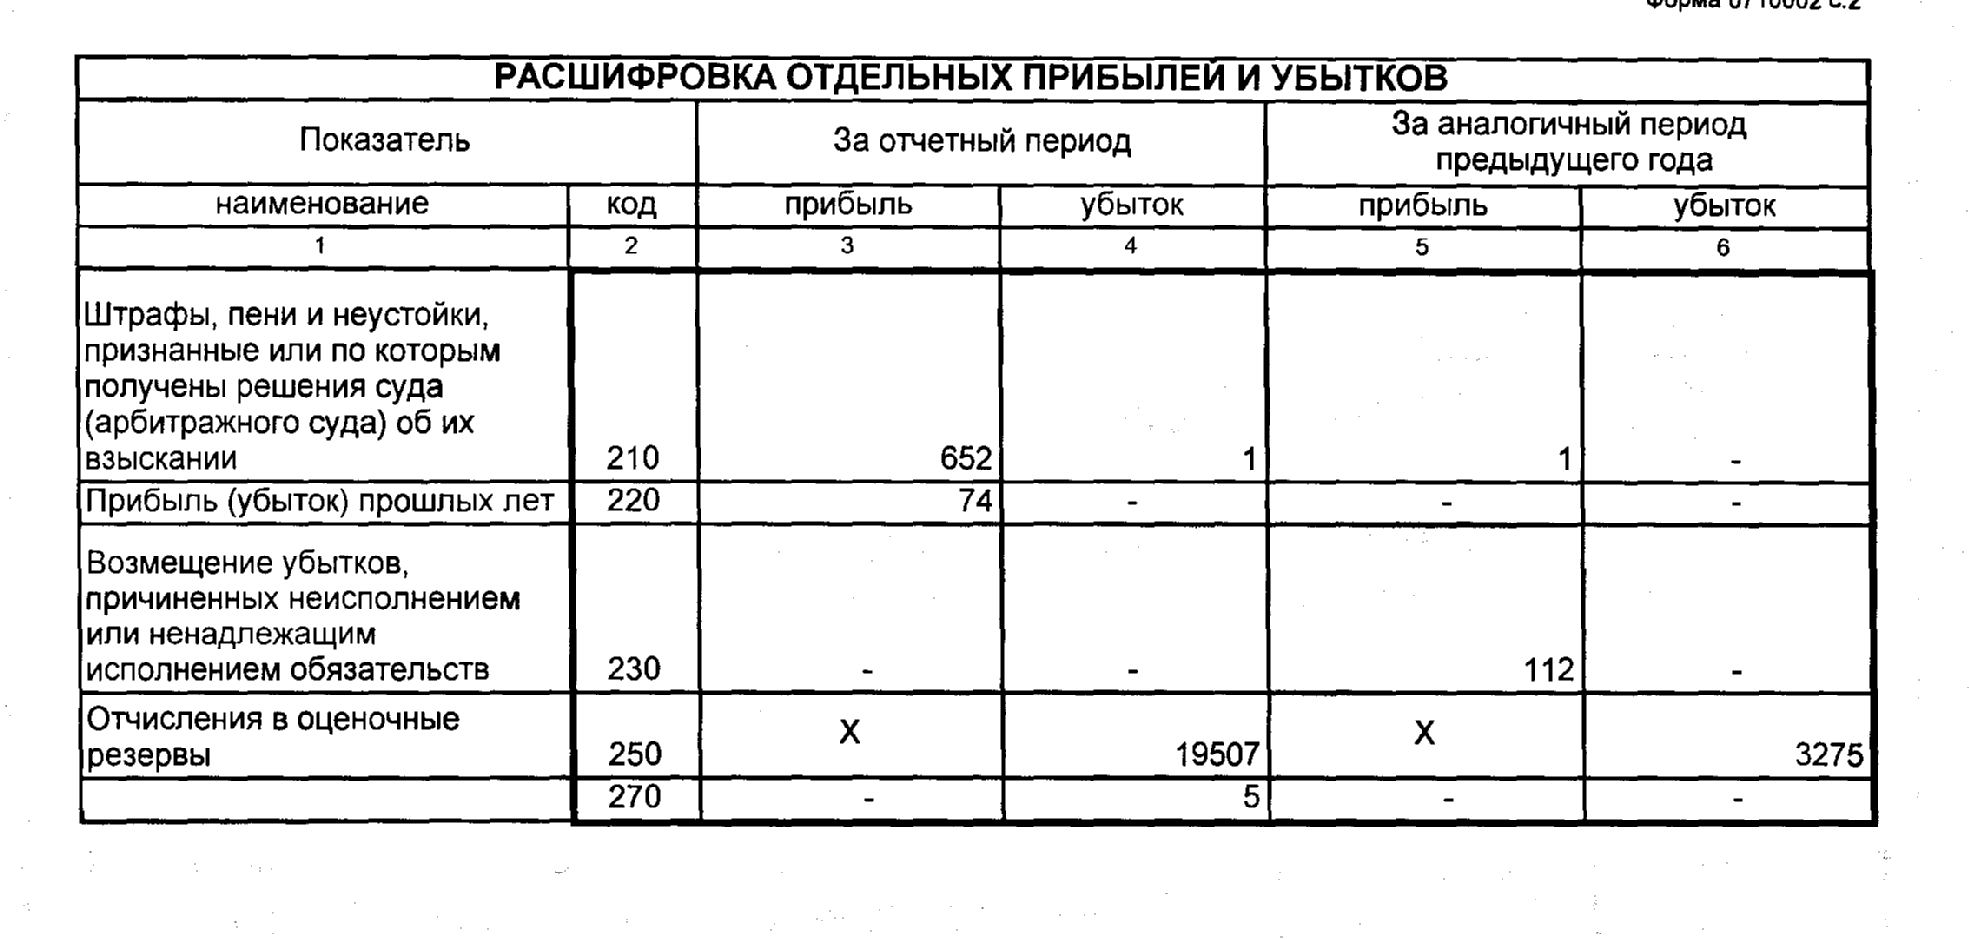 Форма 0710002 с.2
РАСШИФРОВКА ОТДЕЛЬНЫХ ПРИБЫЛЕЙ И УБЫТКОВ
Показатель За отчетный период За аналогичный период
предыдущего года
наименование код прибыль убыток прибыль убыток
1 2 3 4 5 6
Штрафы, пени и неустойки,
признанные или по которым
получены решения суда
(арбитражного суда) об их
взыскании 210 652 1 1 -
Прибыль (убыток) прошлых лет 220 74 - - -
Возмещение убытков,
причиненных неисполнением
или ненадлежащим
исполнением обязательств 230 - - 112 -
Отчисления в оценочные
резервы 250 X 19507 X 3275
270 - 5 - -